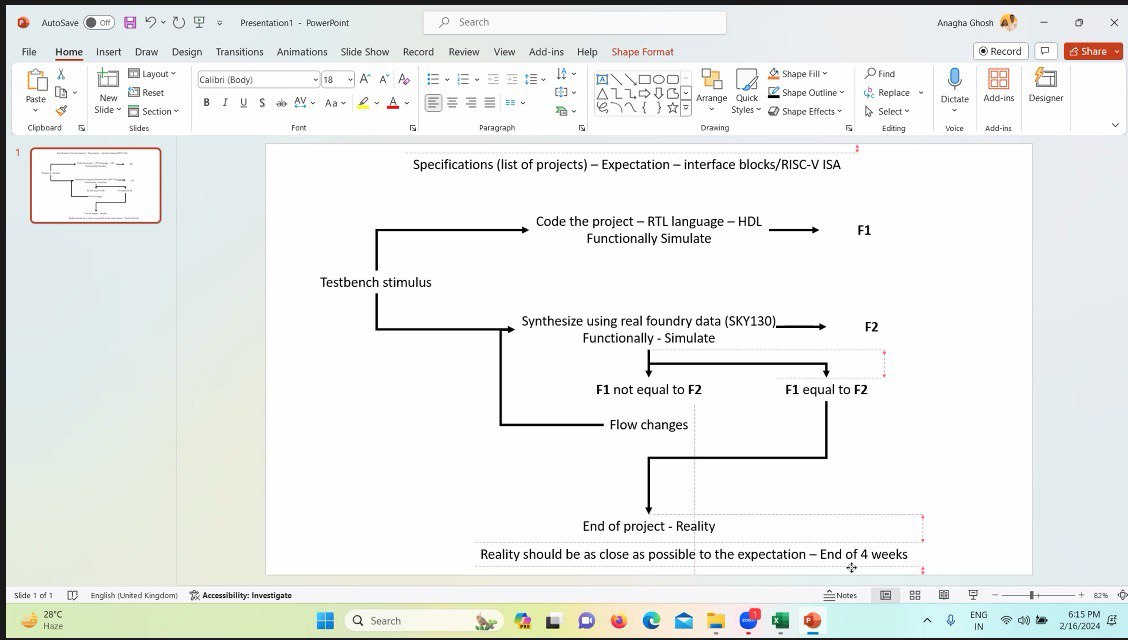 AutoSave Off Presentation1 - PowerPoint Search Anagha Ghosh
File Home Insert Draw Design Transitions Animations Slide Show Record Review View Add-ins Help Shape Format Record Share
Paste
Clipboard
New
Slide
Layout
Reset
Section
Slides
Calibri (Body) 18
B I U S ab AV Aa
Font
Paragraph
Arrange
Quick
Styles
Shape Fill
Shape Outline
Shape Effects
Drawing
Find
Replace
Select
Editing
Dictate
Voice
Add-ins
Add-ins
Designer
1
Specifications (list of projects) – Expectation – interface blocks/RISC-V ISA
Code the project – RTL language – HDL
Functionally Simulate
F1
Testbench stimulus
Synthesize using real foundry data (SKY130)
Functionally - Simulate
F2
F1 not equal to F2
F1 equal to F2
Flow changes
End of project - Reality
Reality should be as close as possible to the expectation – End of 4 weeks
Slide 1 of 1 English (United Kingdom) Accessibility: Investigate Notes 82%
28°C
Haze
Search
ENG
IN
6:15 PM
2/16/2024